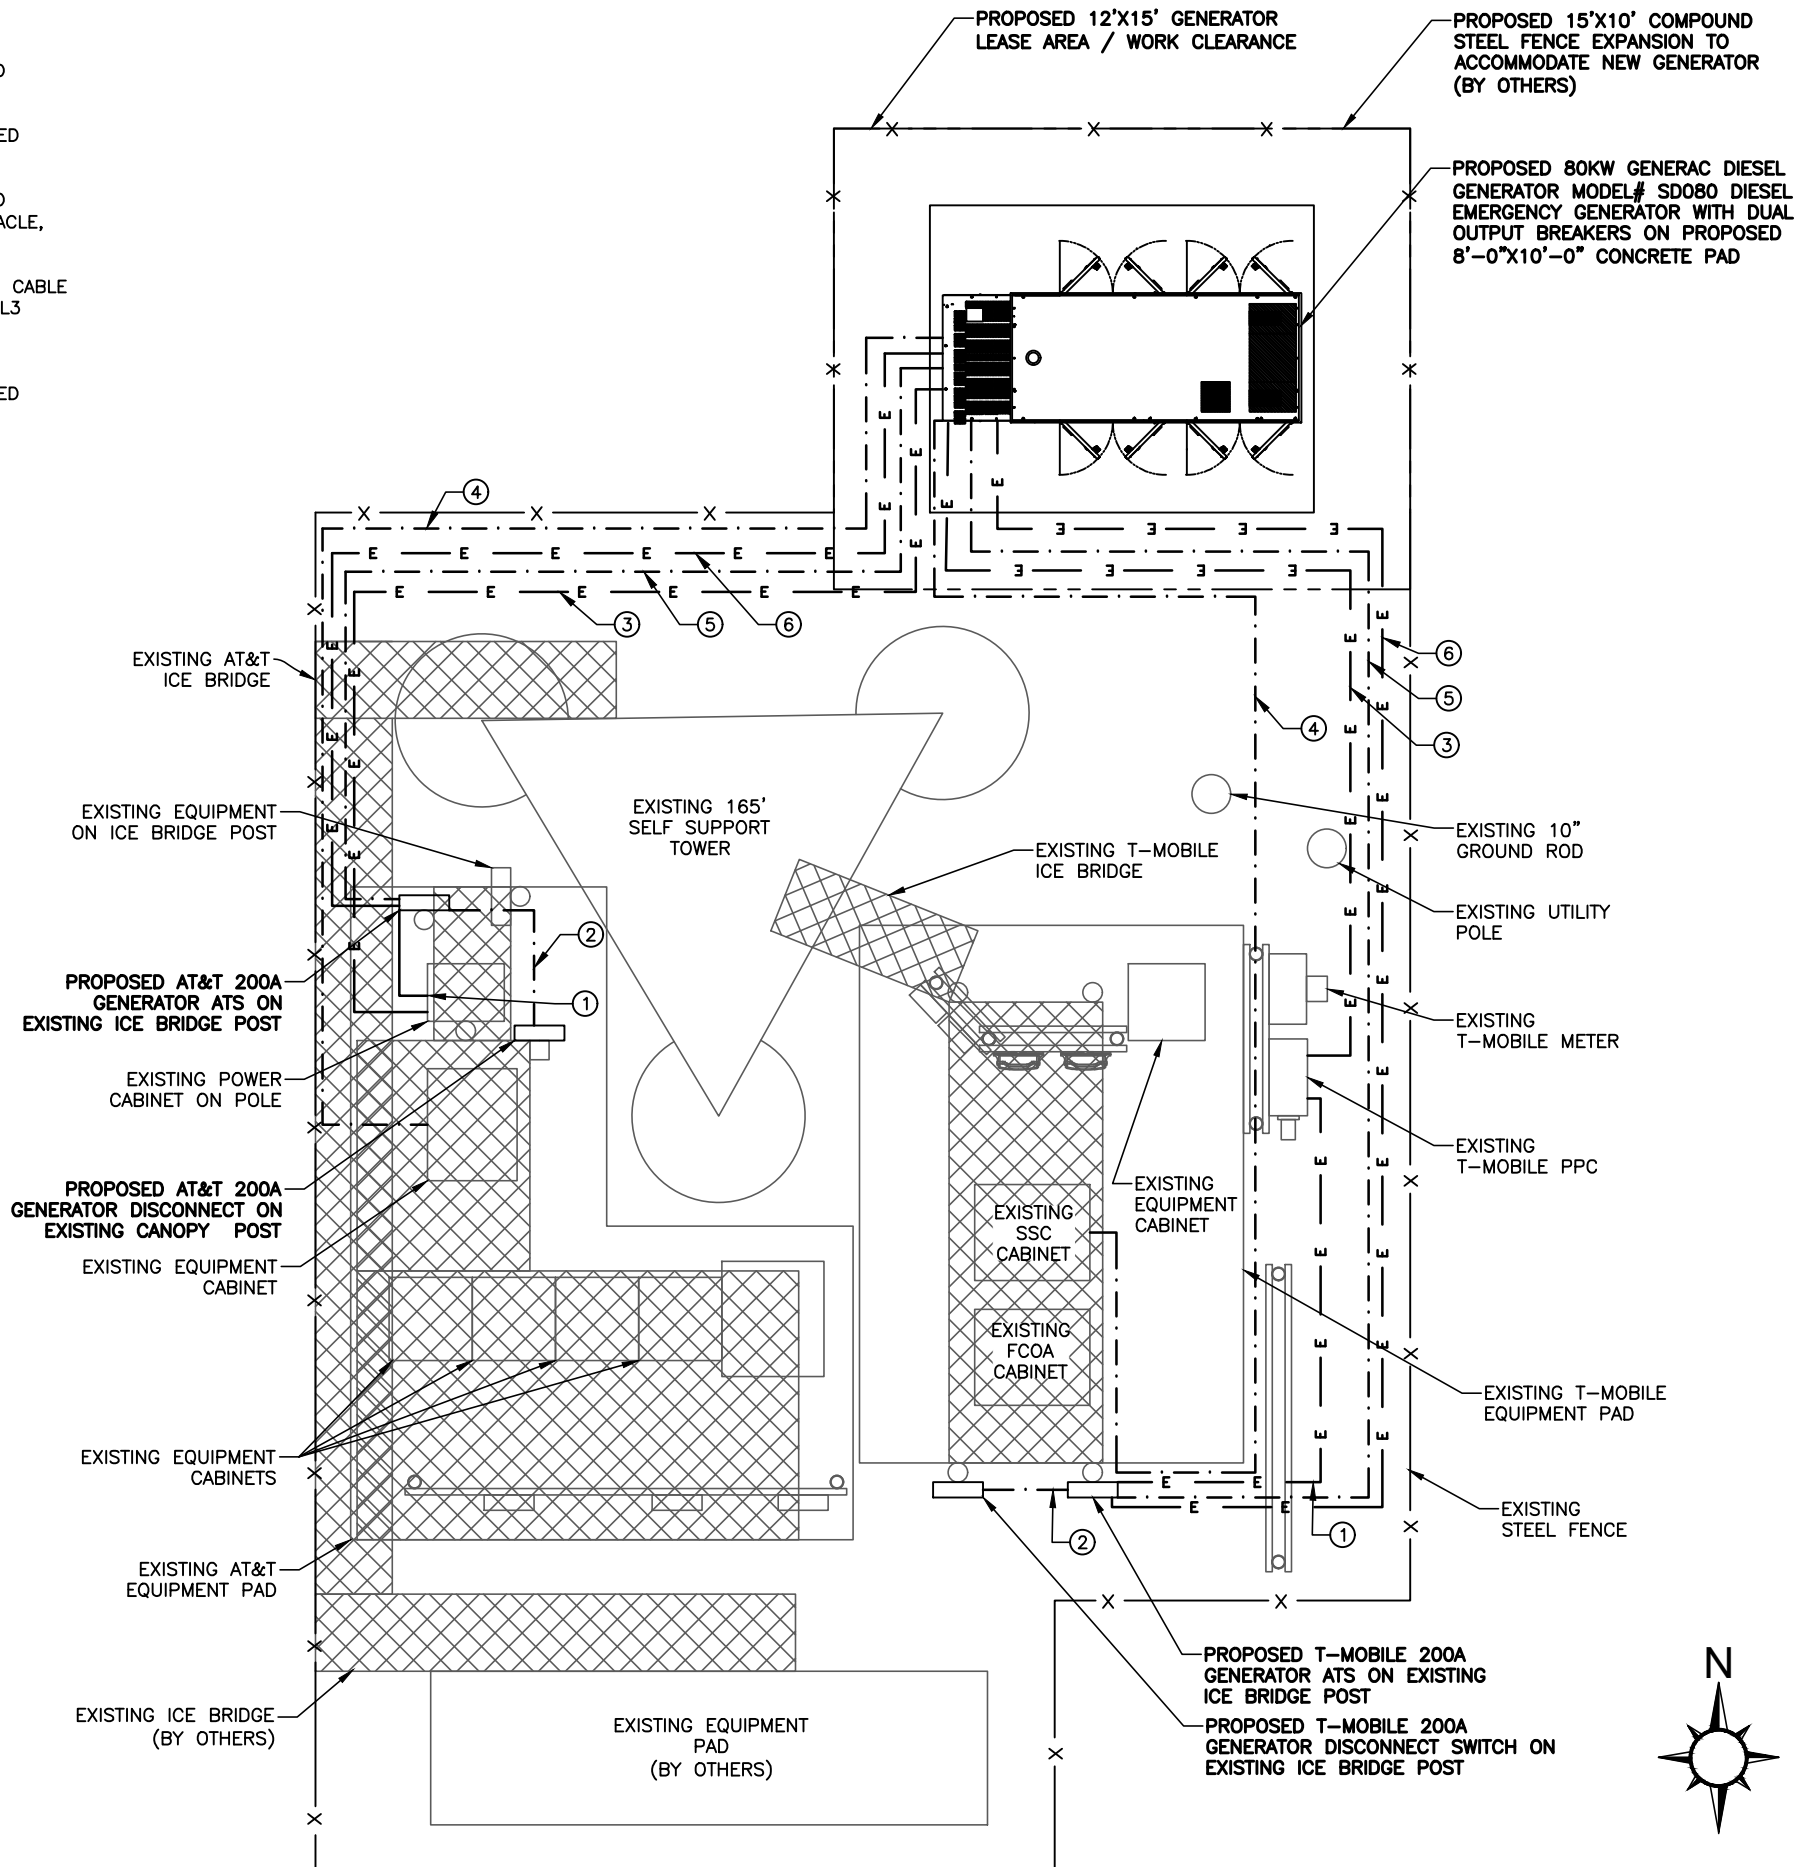 PROPOSED 12'X15' GENERATOR
LEASE AREA / WORK CLEARANCE
PROPOSED 15'X10' COMPOUND
STEEL FENCE EXPANSION TO
ACCOMMODATE NEW GENERATOR
(BY OTHERS)
PROPOSED 80KW GENERAC DIESEL
GENERATOR MODEL# SD080 DIESEL
EMERGENCY GENERATOR WITH DUAL
OUTPUT BREAKERS ON PROPOSED
8'-0"X10'-0" CONCRETE PAD
ED
ACLE,
CABLE
L3
ED
4
3
5
6
6
5
3
4
EXISTING AT&T
ICE BRIDGE
EXISTING EQUIPMENT
ON ICE BRIDGE POST
EXISTING 165'
SELF SUPPORT
TOWER
EXISTING T-MOBILE
ICE BRIDGE
EXISTING 10"
GROUND ROD
EXISTING UTILITY
POLE
2
1
PROPOSED AT&T 200A
GENERATOR ATS ON
EXISTING ICE BRIDGE POST
EXISTING
T-MOBILE METER
EXISTING POWER
CABINET ON POLE
EXISTING
T-MOBILE PPC
PROPOSED AT&T 200A
GENERATOR DISCONNECT ON
EXISTING CANOPY POST
EXISTING
EQUIPMENT
CABINET
EXISTING
SSC
CABINET
EXISTING EQUIPMENT
CABINET
EXISTING
FCOA
CABINET
EXISTING T-MOBILE
EQUIPMENT PAD
EXISTING EQUIPMENT
CABINETS
EXISTING
STEEL FENCE
2
1
EXISTING AT&T
EQUIPMENT PAD
PROPOSED T-MOBILE 200A
GENERATOR ATS ON EXISTING
ICE BRIDGE POST
PROPOSED T-MOBILE 200A
GENERATOR DISCONNECT SWITCH ON
EXISTING ICE BRIDGE POST
EXISTING ICE BRIDGE
(BY OTHERS)
EXISTING EQUIPMENT
PAD
(BY OTHERS)
N